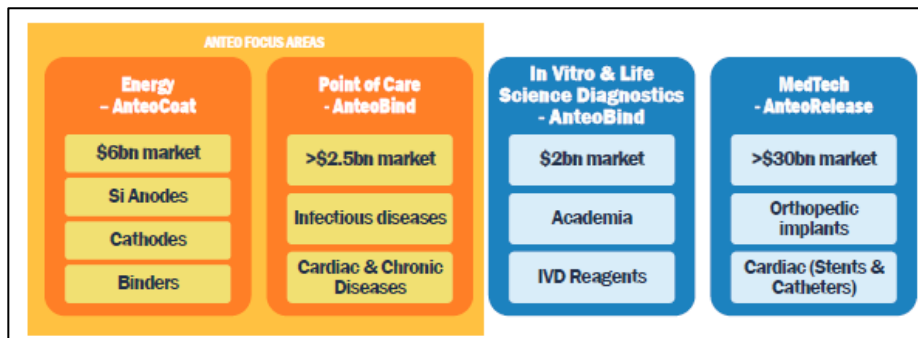 ANTEO FOCUS AREAS
Energy
– AnteoCoat
$6bn market
Si Anodes
Cathodes
Binders
Point of Care
- AnteoBind
>$2.5bn market
Infectious diseases
Cardiac & Chronic
Diseases
In Vitro & Life
Science Diagnostics
- AnteoBind
$2bn market
Academia
IVD Reagents
MedTech
- AnteoRelease
>$30bn market
Orthopedic
implants
Cardiac (Stents &
Catheters)